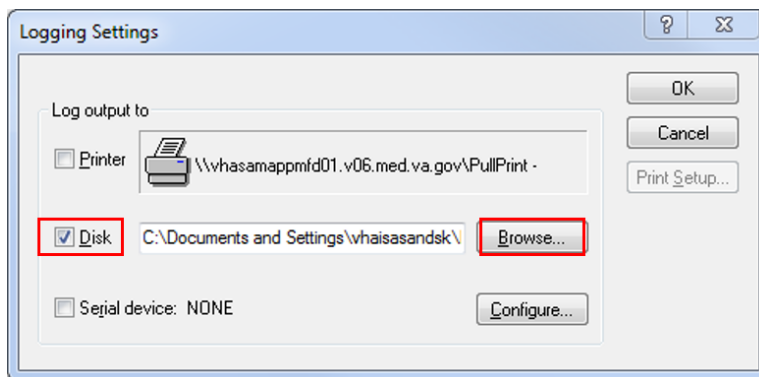 Logging Settings
OK
Log output to
Cancel
Printer
\\vhasamappmfd01.v06.med.va.gov\PullPrint -
Print Setup...
Disk
C:\Documents and Settings\vhaisasandsk\
Browse...
Serial device: NONE
Configure...